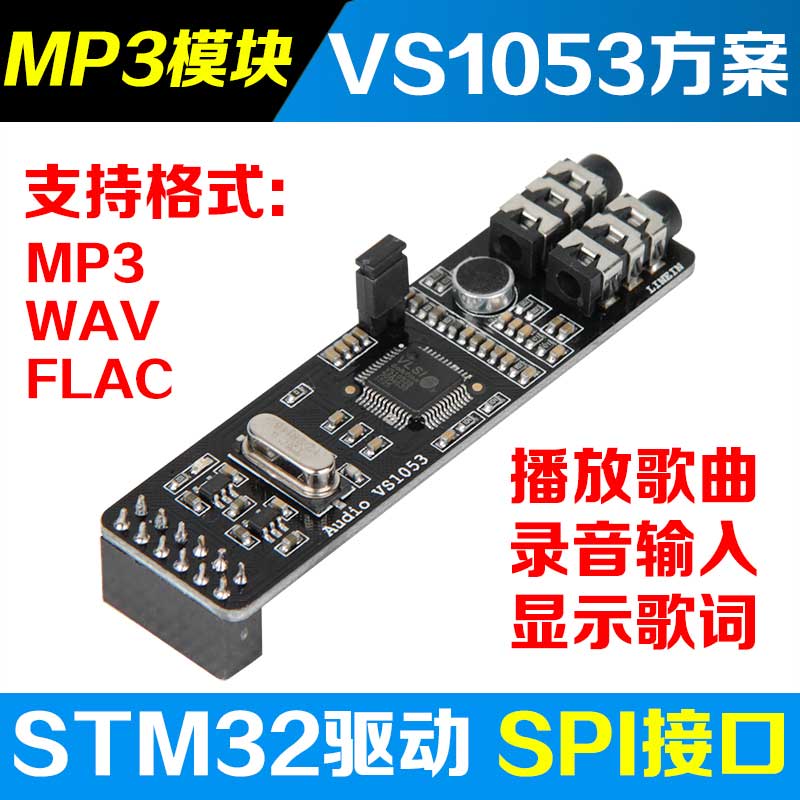 MP3模块
VS1053方案
支持格式:
MP3
WAV
FLAC
LINEIN
VLSI
Audio VS1053
播放歌曲
录音输入
显示歌词
STM32驱动 SPI接口